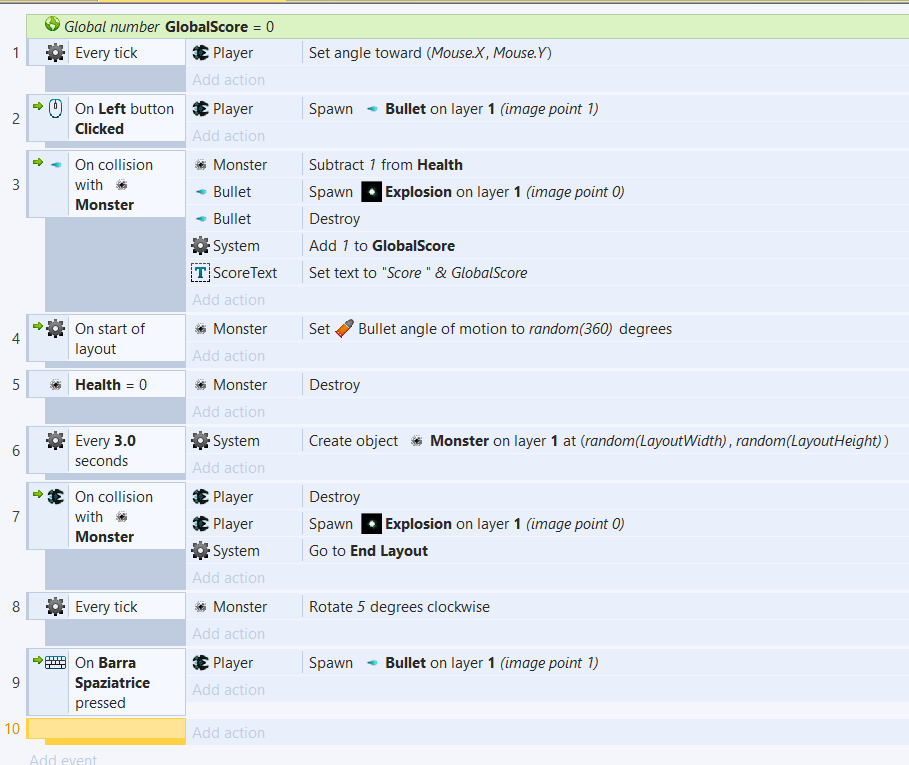 Global number GlobalScore = 0
1 Every tick Player Set angle toward (Mouse.X, Mouse.Y)
Add action
2 On Left button Clicked Player Spawn Bullet on layer 1 (image point 1)
Add action
3 On collision with Monster Monster Subtract 1 from Health
Bullet Spawn Explosion on layer 1 (image point 0)
Bullet Destroy
System Add 1 to GlobalScore
T ScoreText Set text to "Score " & GlobalScore
Add action
4 On start of layout Monster Set Bullet angle of motion to random(360) degrees
Add action
5 Health = 0 Monster Destroy
Add action
6 Every 3.0 seconds System Create object Monster on layer 1 at (random(LayoutWidth), random(LayoutHeight))
Add action
7 On collision with Monster Player Destroy
Player Spawn Explosion on layer 1 (image point 0)
System Go to End Layout
Add action
8 Every tick Monster Rotate 5 degrees clockwise
Add action
9 On Barra Spaziatrice pressed Player Spawn Bullet on layer 1 (image point 1)
Add action
10 Add action
Add event